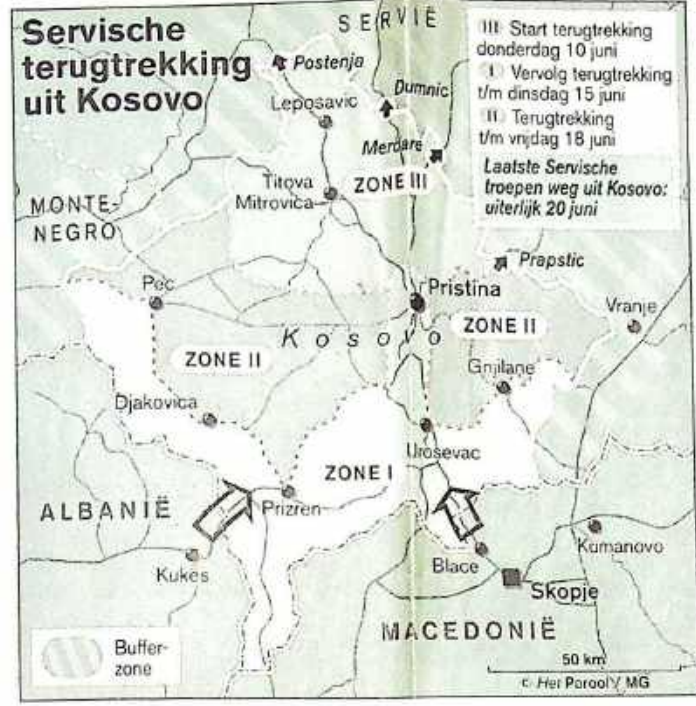 Servische
terugtrekking
uit Kosovo
SERVIË
III Start terugtrekking
donderdag 10 juni
I Vervolg terugtrekking
t/m dinsdag 15 juni
II Terugtrekking
t/m vrijdag 18 juni
Laatste Servische
troepen weg uit Kosovo:
uiterlijk 20 juni
Postenja
Dumnic
Leposavic
Merdare
Titova
Mitrovica
ZONE III
MONTE-
NEGRO
Prapstic
Pec
Pristina
Vranje
Kosovo
ZONE II
ZONE II
Gnjilane
Djakovica
Urosevac
ZONE I
Prizren
ALBANIË
Kukes
Blace
Kumanovo
Skopje
MACEDONIË
Buffer-
zone
50 km
© Het Parool / MG